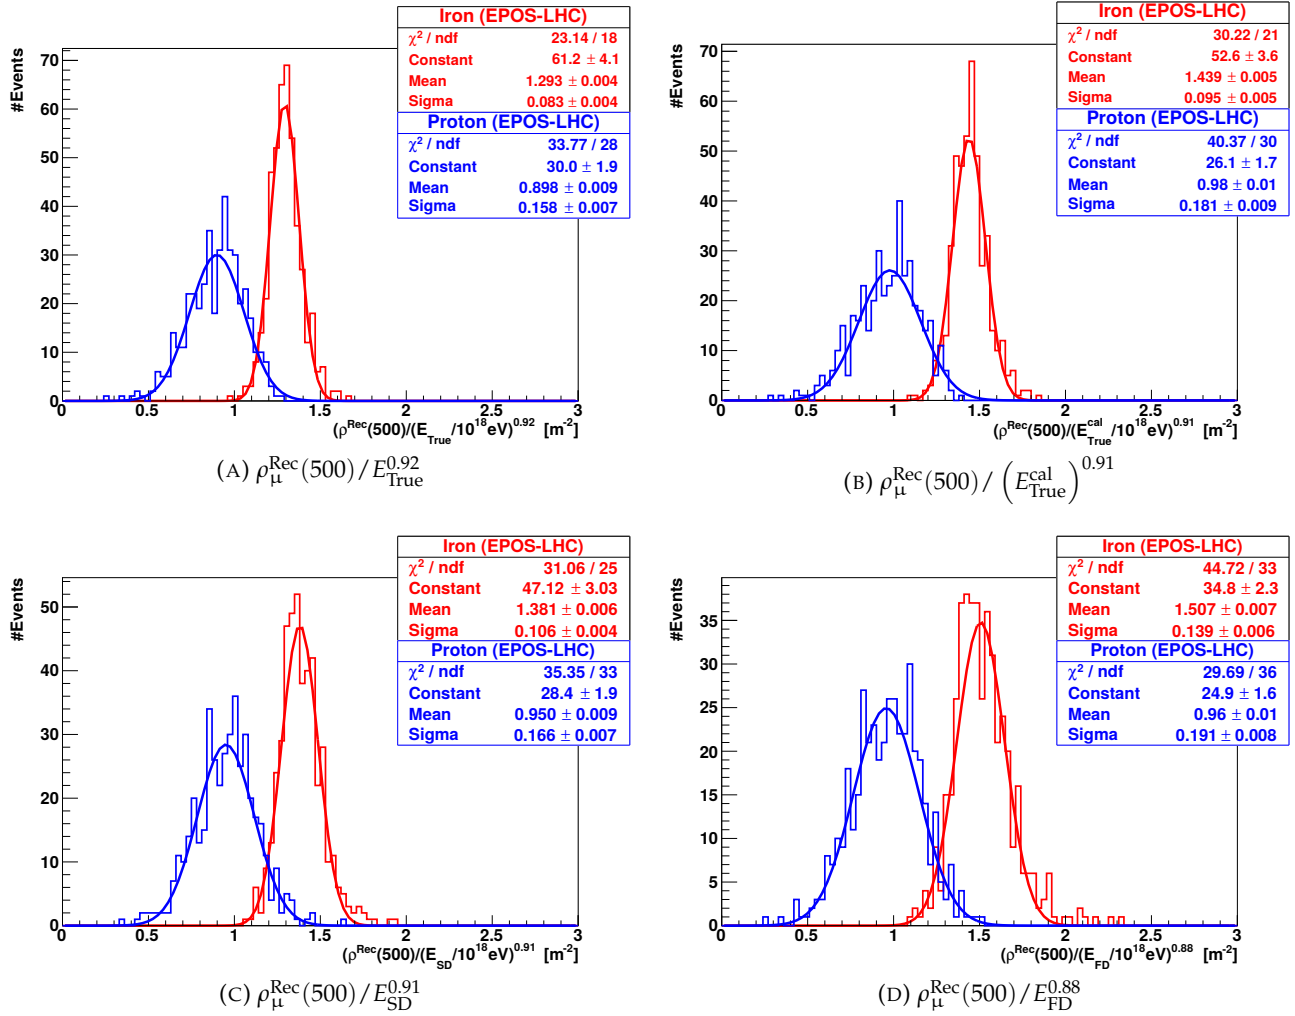 Iron (EPOS-LHC)
χ² / ndf 23.14 / 18
Constant 61.2 ± 4.1
Mean 1.293 ± 0.004
Sigma 0.083 ± 0.004
Proton (EPOS-LHC)
χ² / ndf 33.77 / 28
Constant 30.0 ± 1.9
Mean 0.898 ± 0.009
Sigma 0.158 ± 0.007
#Events
70
60
50
40
30
20
10
0
0 0.5 1 1.5 2 2.5 3
(ρ^Rec(500)/(E_True/10^18eV)^0.92 [m^-2]
(A) ρ_μ^Rec(500)/E_True^0.92
Iron (EPOS-LHC)
χ² / ndf 30.22 / 21
Constant 52.6 ± 3.6
Mean 1.439 ± 0.005
Sigma 0.095 ± 0.005
Proton (EPOS-LHC)
χ² / ndf 40.37 / 30
Constant 26.1 ± 1.7
Mean 0.98 ± 0.01
Sigma 0.181 ± 0.009
#Events
70
60
50
40
30
20
10
0
0 0.5 1 1.5 2 2.5 3
(ρ^Rec(500)/(E_True^cal/10^18eV)^0.91 [m^-2]
(B) ρ_μ^Rec(500)/(E_True^cal)^0.91
Iron (EPOS-LHC)
χ² / ndf 31.06 / 25
Constant 47.12 ± 3.03
Mean 1.381 ± 0.006
Sigma 0.106 ± 0.004
Proton (EPOS-LHC)
χ² / ndf 35.35 / 33
Constant 28.4 ± 1.9
Mean 0.950 ± 0.009
Sigma 0.166 ± 0.007
#Events
50
40
30
20
10
0
0 0.5 1 1.5 2 2.5 3
(ρ^Rec(500)/(E_SD/10^18eV)^0.91 [m^-2]
(C) ρ_μ^Rec(500)/E_SD^0.91
Iron (EPOS-LHC)
χ² / ndf 44.72 / 33
Constant 34.8 ± 2.3
Mean 1.507 ± 0.007
Sigma 0.139 ± 0.006
Proton (EPOS-LHC)
χ² / ndf 29.69 / 36
Constant 24.9 ± 1.6
Mean 0.96 ± 0.01
Sigma 0.191 ± 0.008
#Events
35
30
25
20
15
10
5
0
0 0.5 1 1.5 2 2.5 3
(ρ^Rec(500)/(E_FD/10^18eV)^0.88 [m^-2]
(D) ρ_μ^Rec(500)/E_FD^0.88